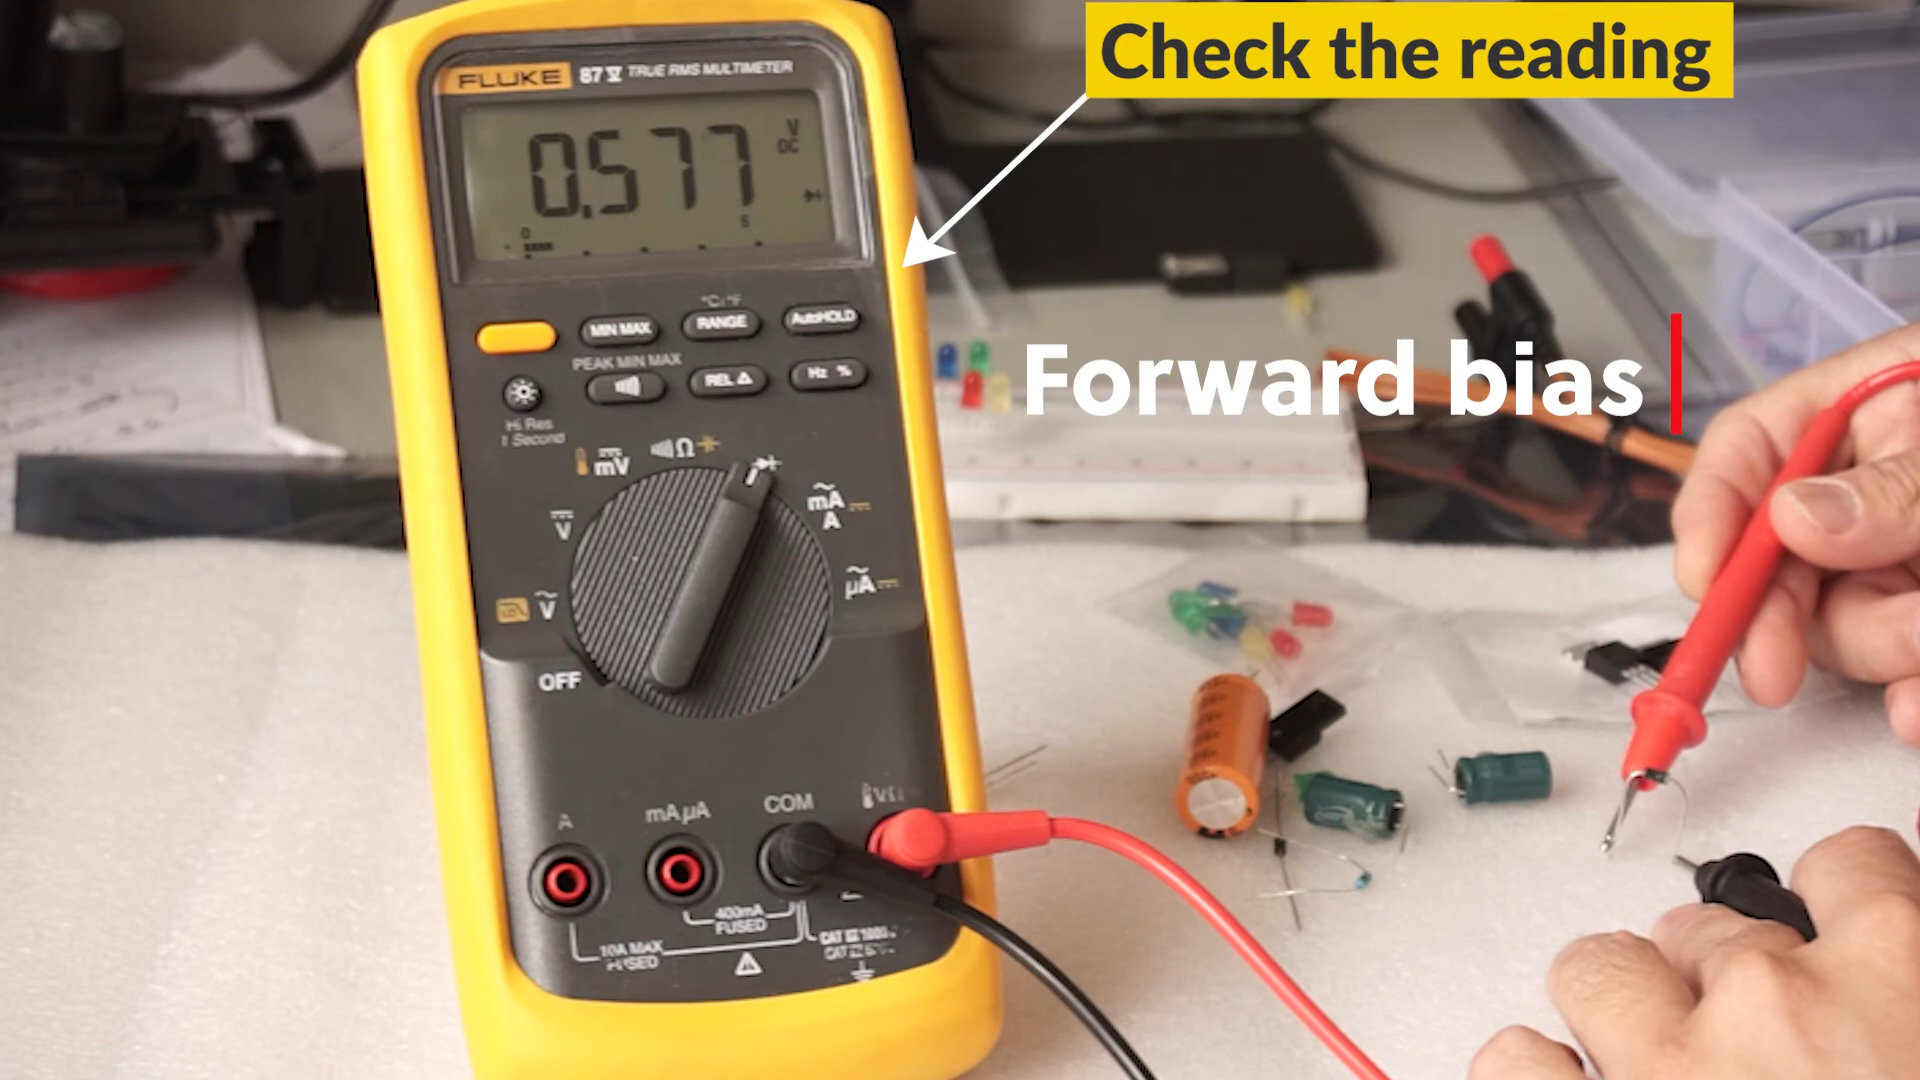 Check the reading
FLUKE 87 V TRUE RMS MULTIMETER
0.577
V
DC
0
6
Forward bias
°C/°F
MIN MAX
RANGE
AutoHOLD
PEAK MIN MAX
REL Δ
Hz %
Hi Res
1 Second
mV
Ω
V
mA
A
V
µA
OFF
A
mA µA
COM
400mA
FUSED
10A MAX
FUSED